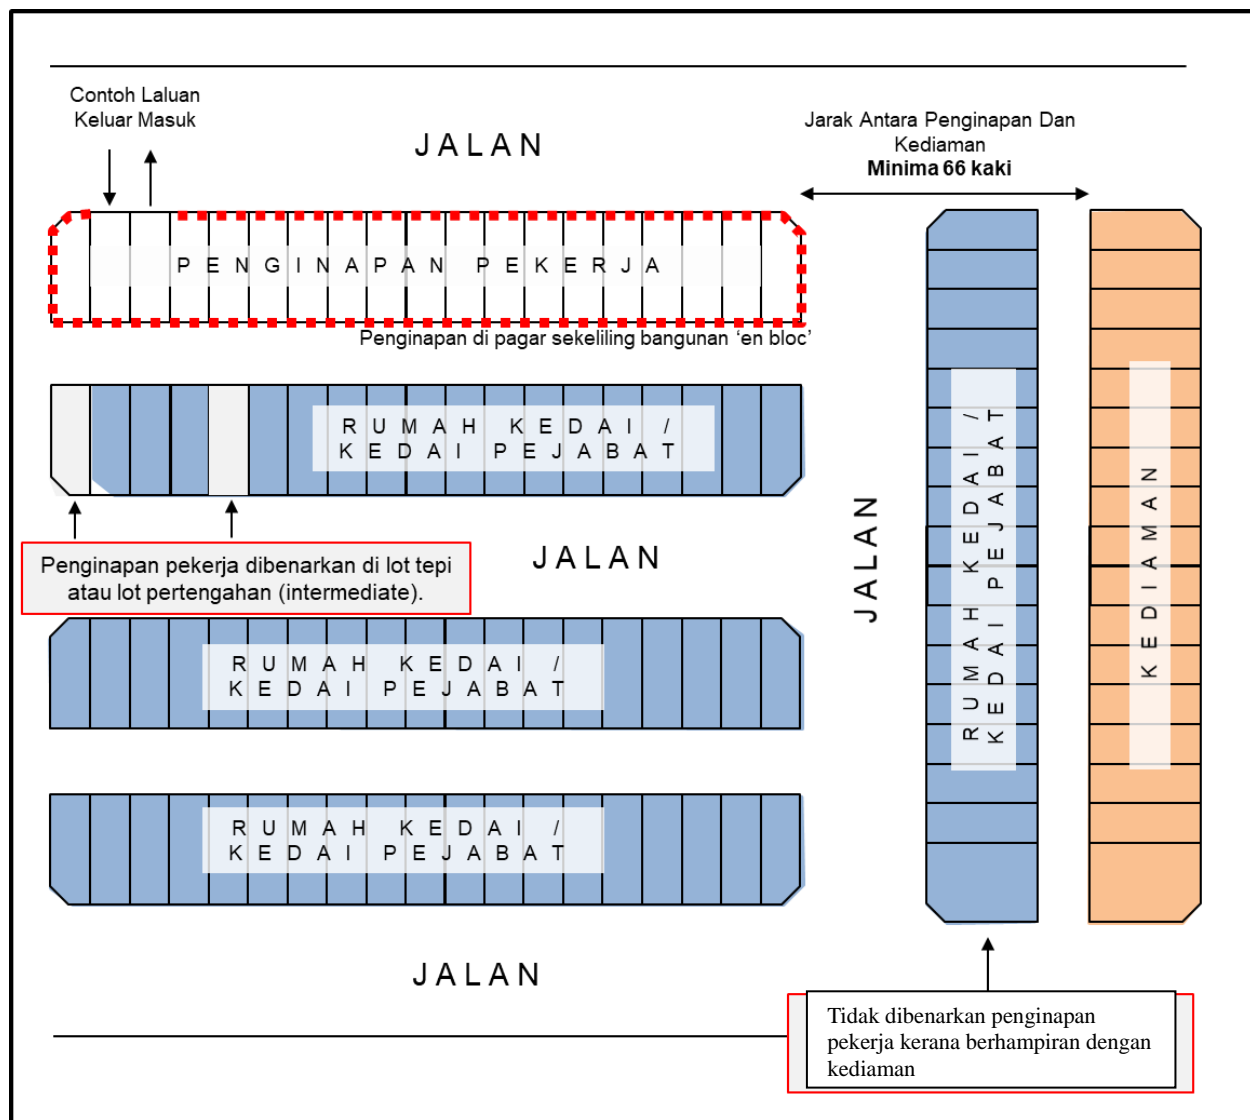 Contoh Laluan
Keluar Masuk
JALAN
Jarak Antara Penginapan Dan
Kediaman
Minima 66 kaki
PENGINAPAN PEKERJA
Penginapan di pagar sekeliling bangunan ‘en bloc’
RUMAH KEDAI /
KEDAI PEJABAT
Penginapan pekerja dibenarkan di lot tepi
atau lot pertengahan (intermediate).
JALAN
JALAN
RUMAH KEDAI /
KEDAI PEJABAT
KEDIAMAN
RUMAH KEDAI /
KEDAI PEJABAT
RUMAH KEDAI /
KEDAI PEJABAT
JALAN
Tidak dibenarkan penginapan
pekerja kerana berhampiran dengan
kediaman